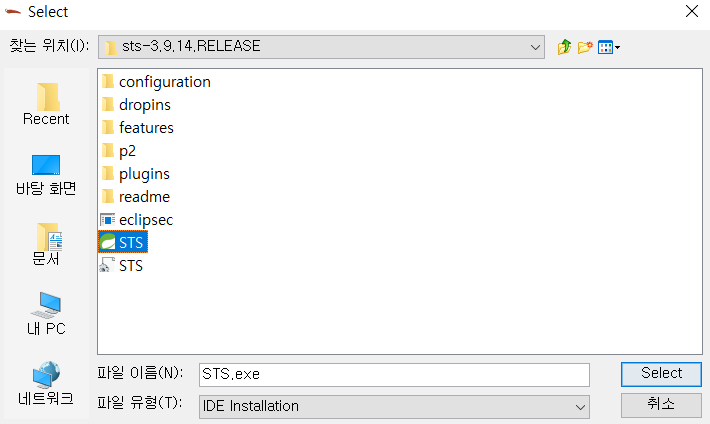 Select
찾는 위치(I):
sts-3.9.14.RELEASE
Recent
바탕 화면
문서
내 PC
네트워크
configuration
dropins
features
p2
plugins
readme
eclipsec
STS
STS
파일 이름(N):
STS.exe
Select
파일 유형(T):
IDE Installation
취소